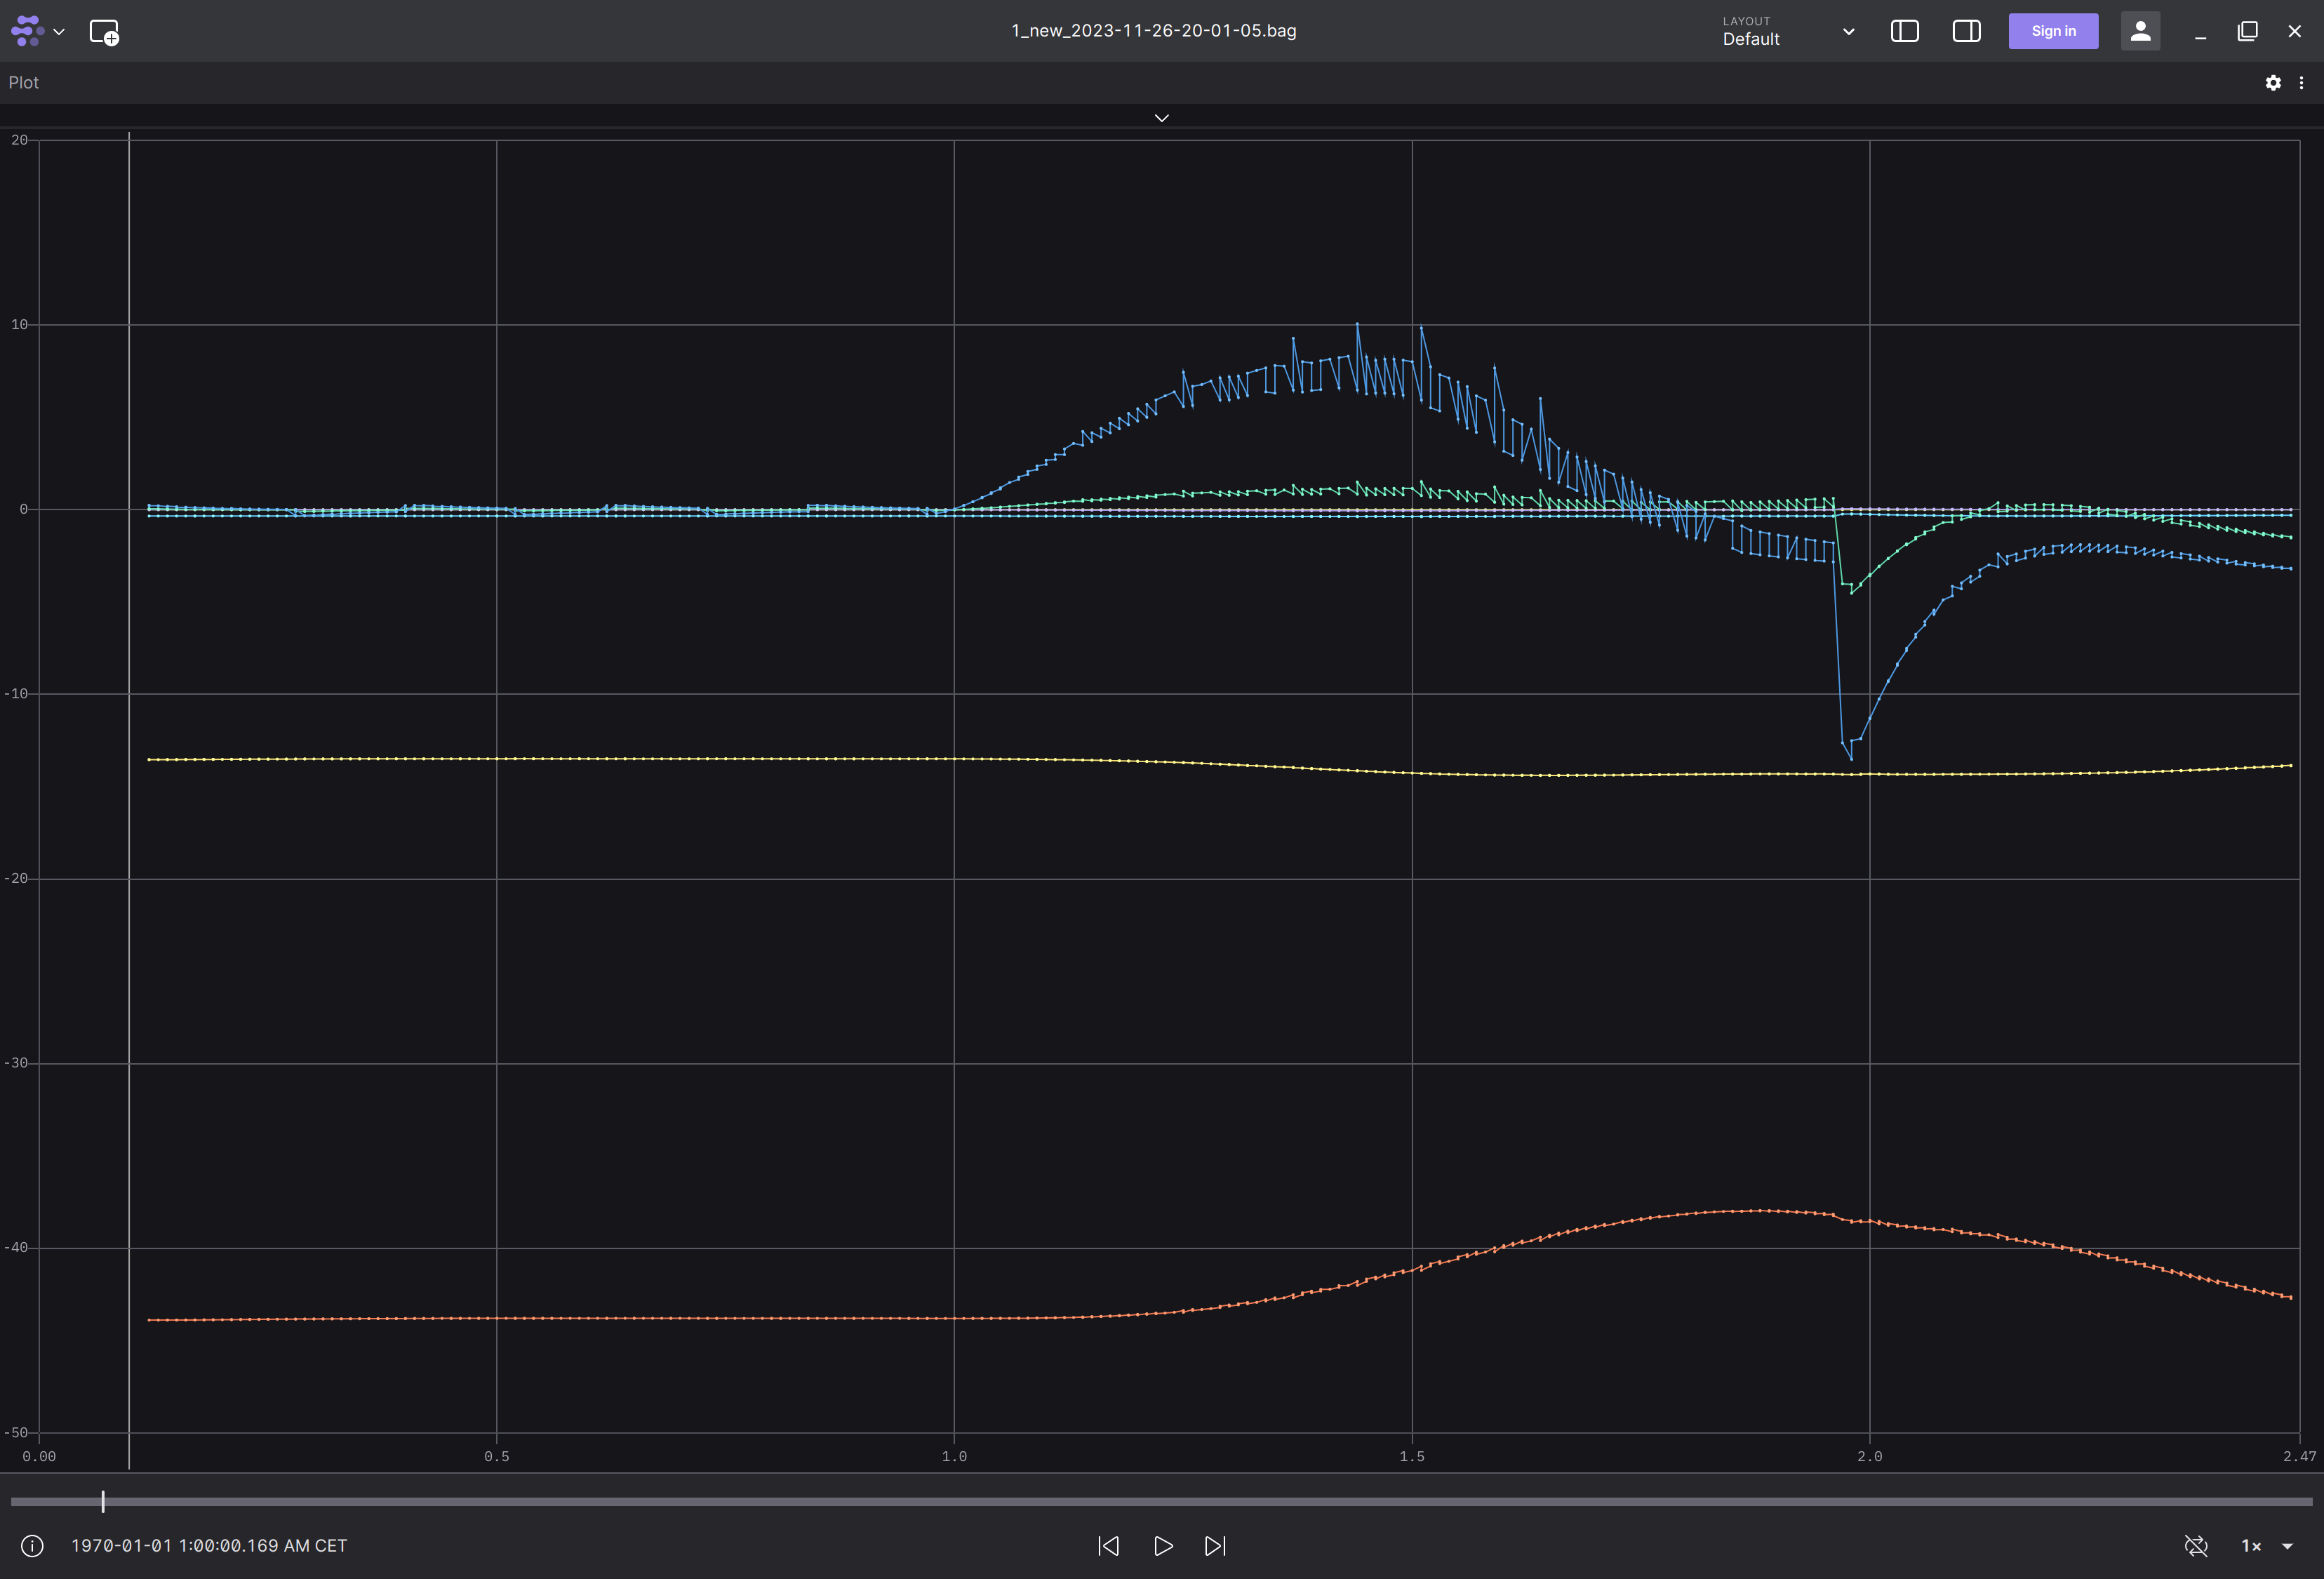 1_new_2023-11-26-20-01-05.bag
LAYOUT
Default
Sign in
Plot
20
10
0
-10
-20
-30
-40
-50
0.00 0.5 1.0 1.5 2.0 2.47
1970-01-01 1:00:00.169 AM CET
1×